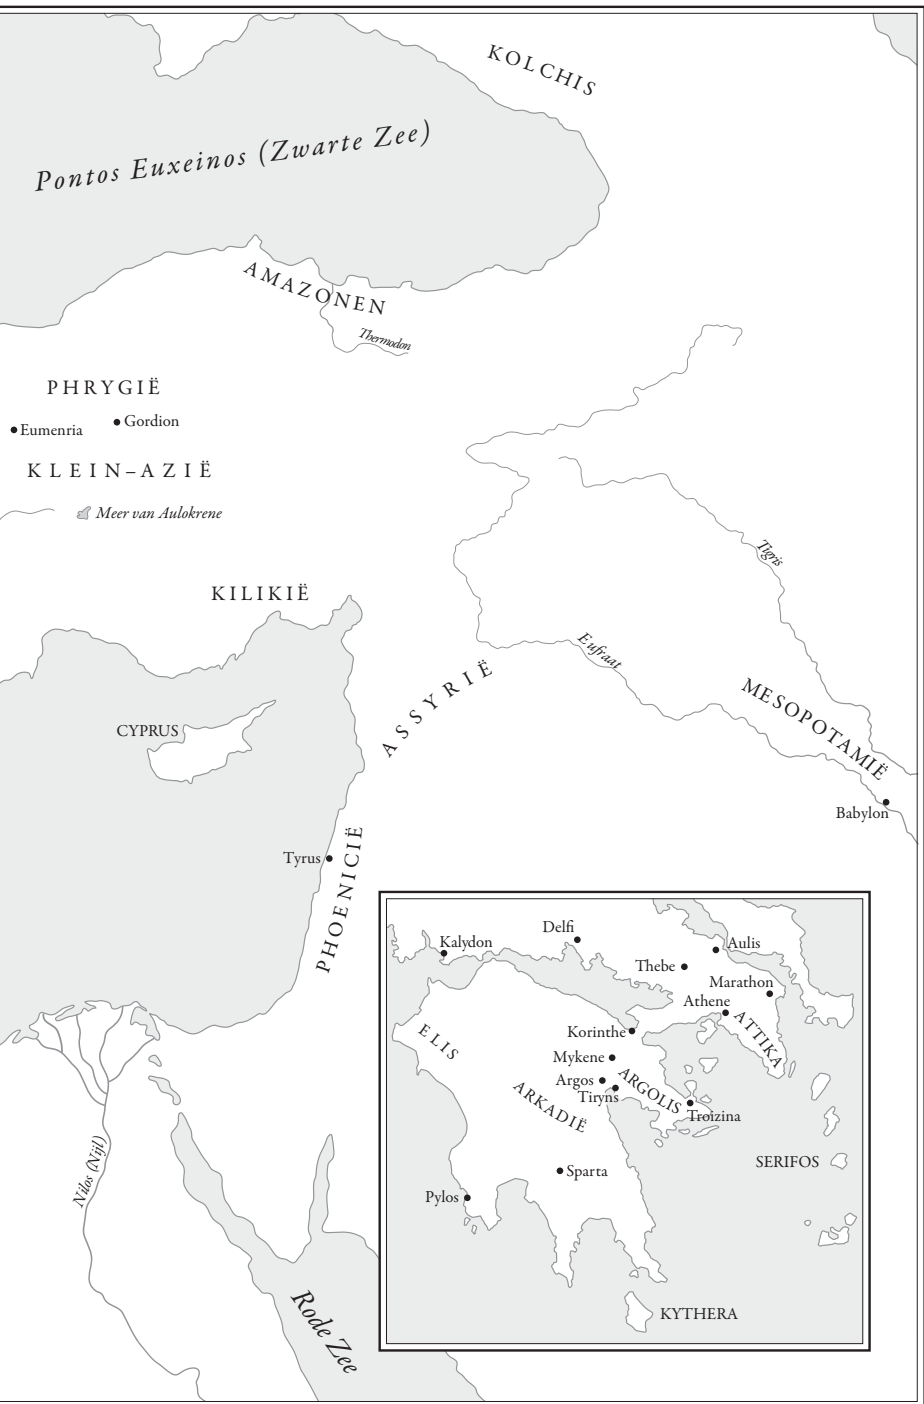 KOLCHIS
Pontos Euxeinos (Zwarte Zee)
AMAZONEN
Thermodon
PHRYGIË
Eumenria
Gordion
KLEIN–AZIË
Meer van Aulokrene
Tigris
KILIKIË
Eufraat
ASSYRIË
MESOPOTAMIË
CYPRUS
Babylon
Tyrus
PHOENICIË
Delfi
Kalydon
Aulis
Thebe
Marathon
Athene
ATTIKA
Korinthe
ELIS
Mykene
Argos
ARGOLIS
Tiryns
ARKADIË
Troizina
SERIFOS
Sparta
Pylos
Nilos (Nijl)
KYTHERA
Rode Zee